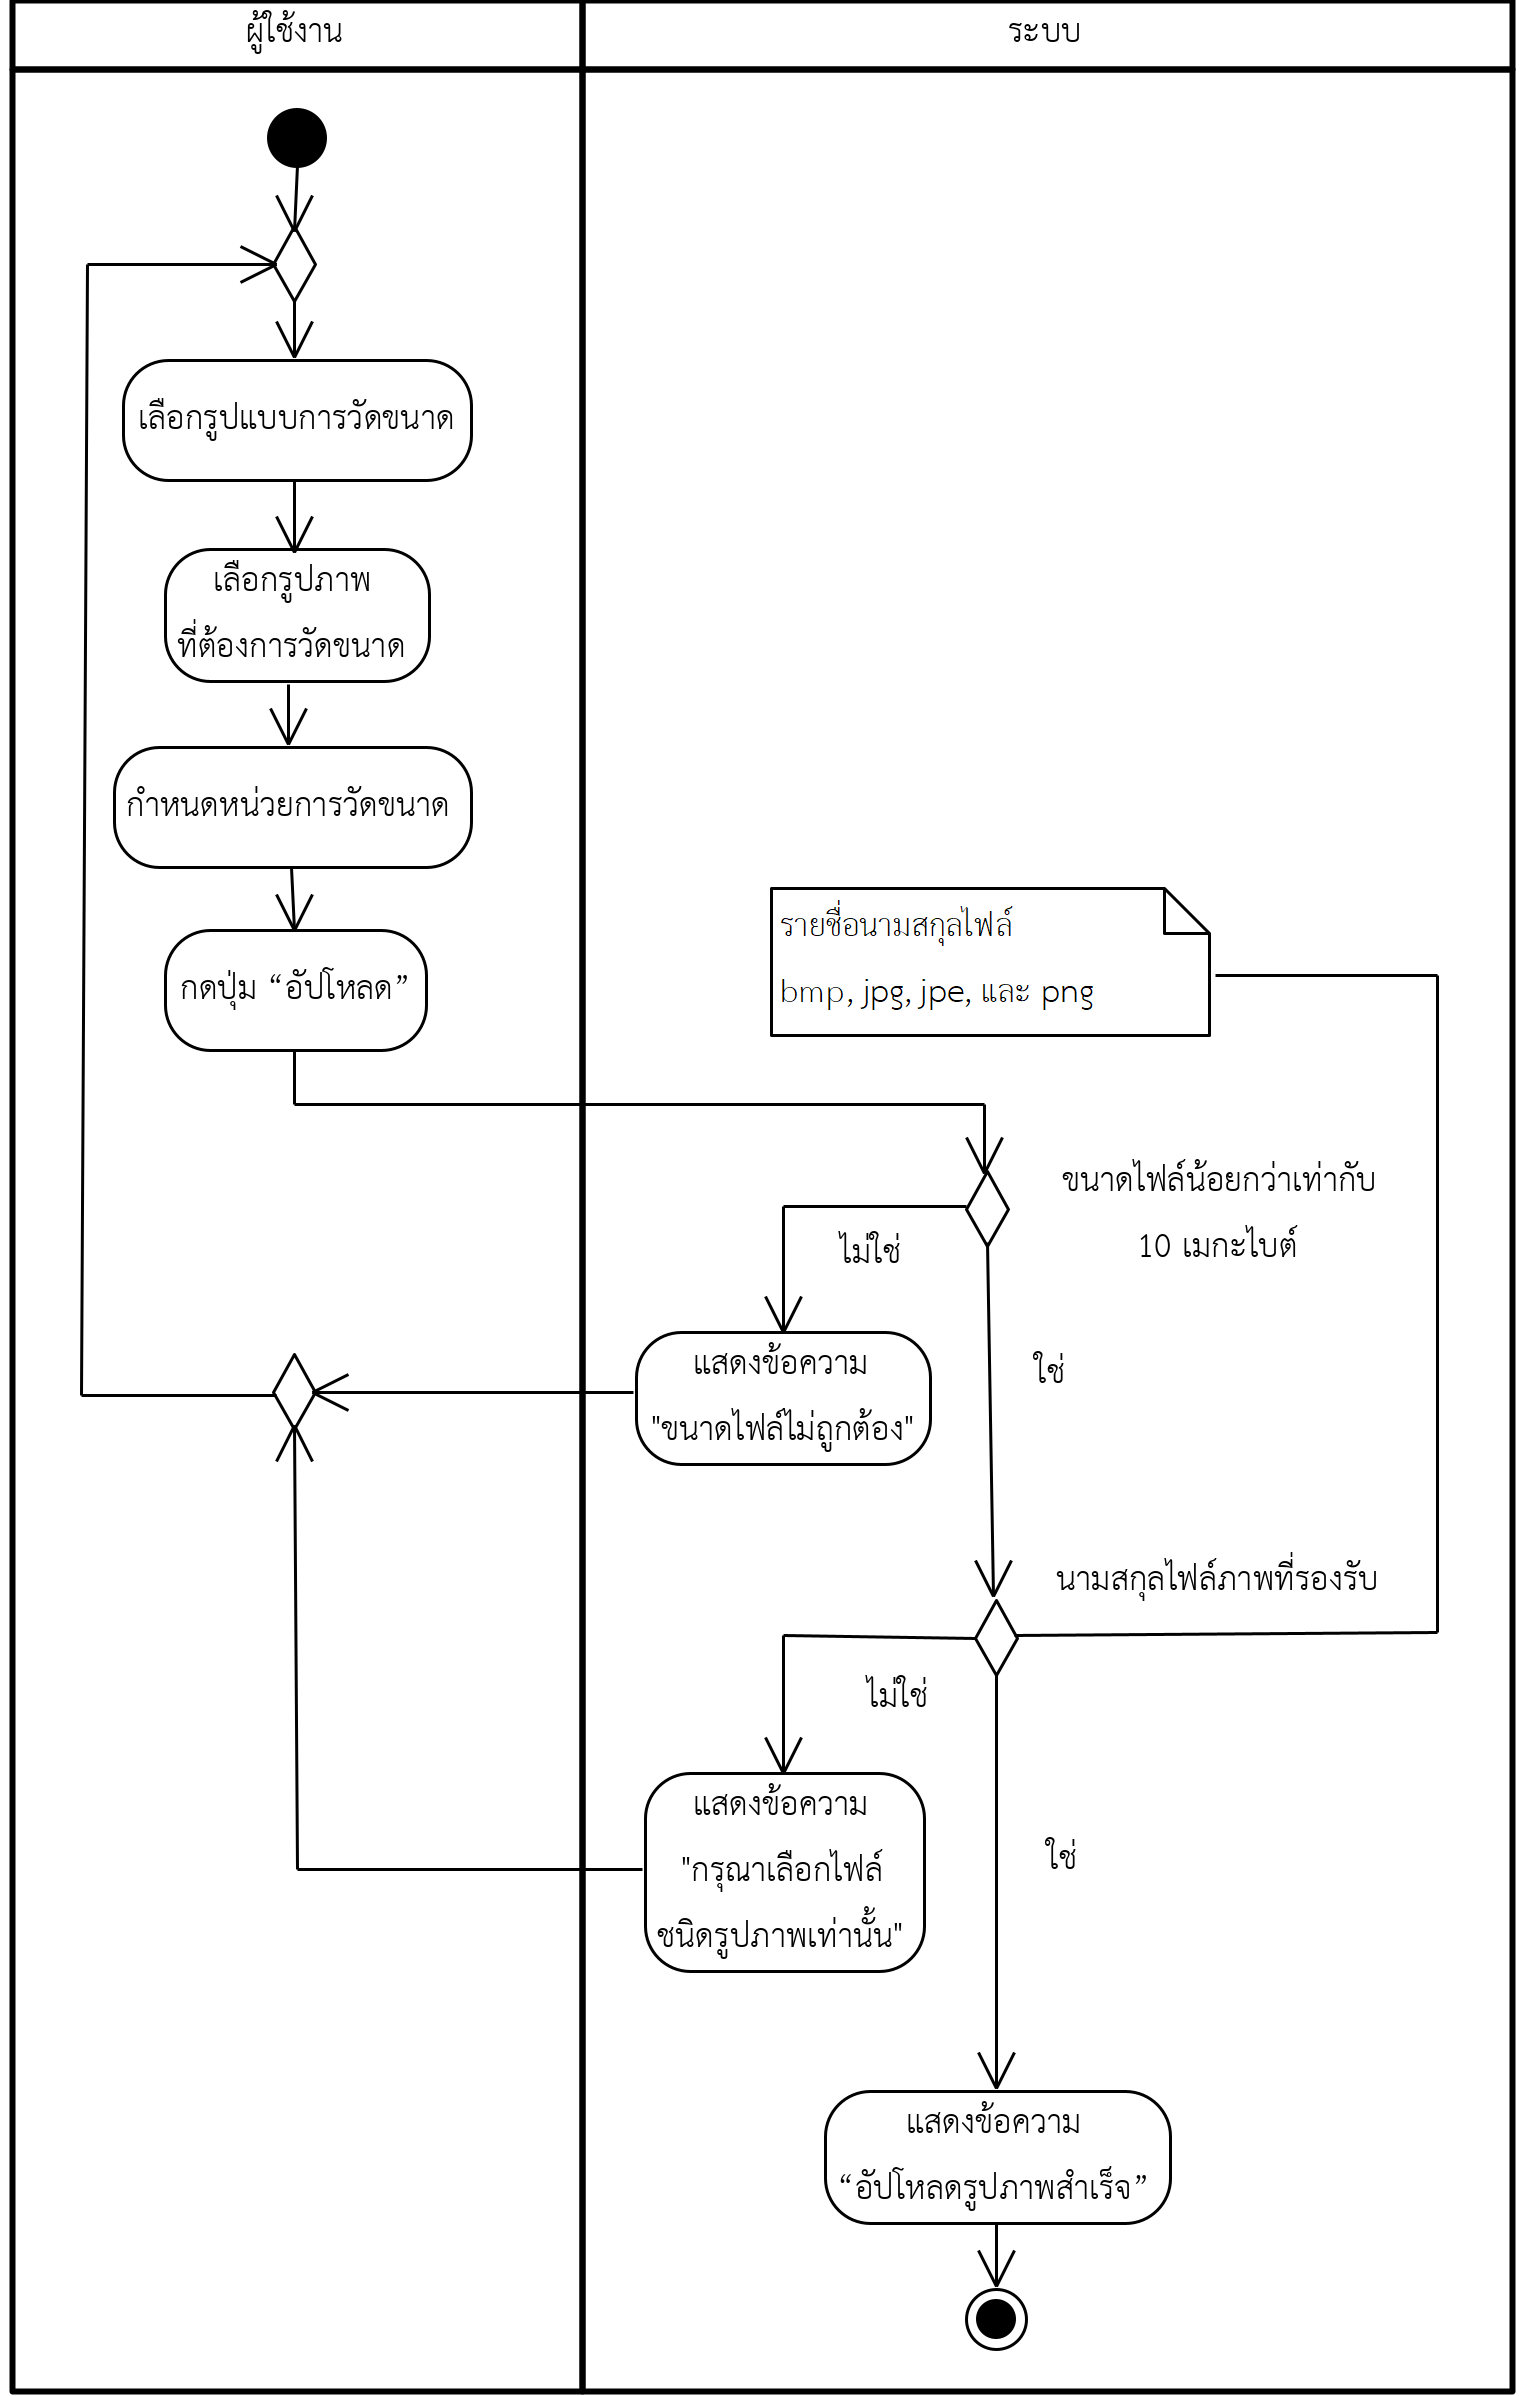 ผู้ใช้งาน
ระบบ
เลือกรูปแบบการวัดขนาด
เลือกรูปภาพ
ที่ต้องการวัดขนาด
กำหนดหน่วยการวัดขนาด
กดปุ่ม “อัปโหลด”
รายชื่อนามสกุลไฟล์
bmp, jpg, jpe, และ png
ขนาดไฟล์น้อยกว่าเท่ากับ
10 เมกะไบต์
ไม่ใช่
ใช่
แสดงข้อความ
"ขนาดไฟล์ไม่ถูกต้อง"
นามสกุลไฟล์ภาพที่รองรับ
ไม่ใช่
ใช่
แสดงข้อความ
"กรุณาเลือกไฟล์
ชนิดรูปภาพเท่านั้น"
แสดงข้อความ
“อัปโหลดรูปภาพสำเร็จ”